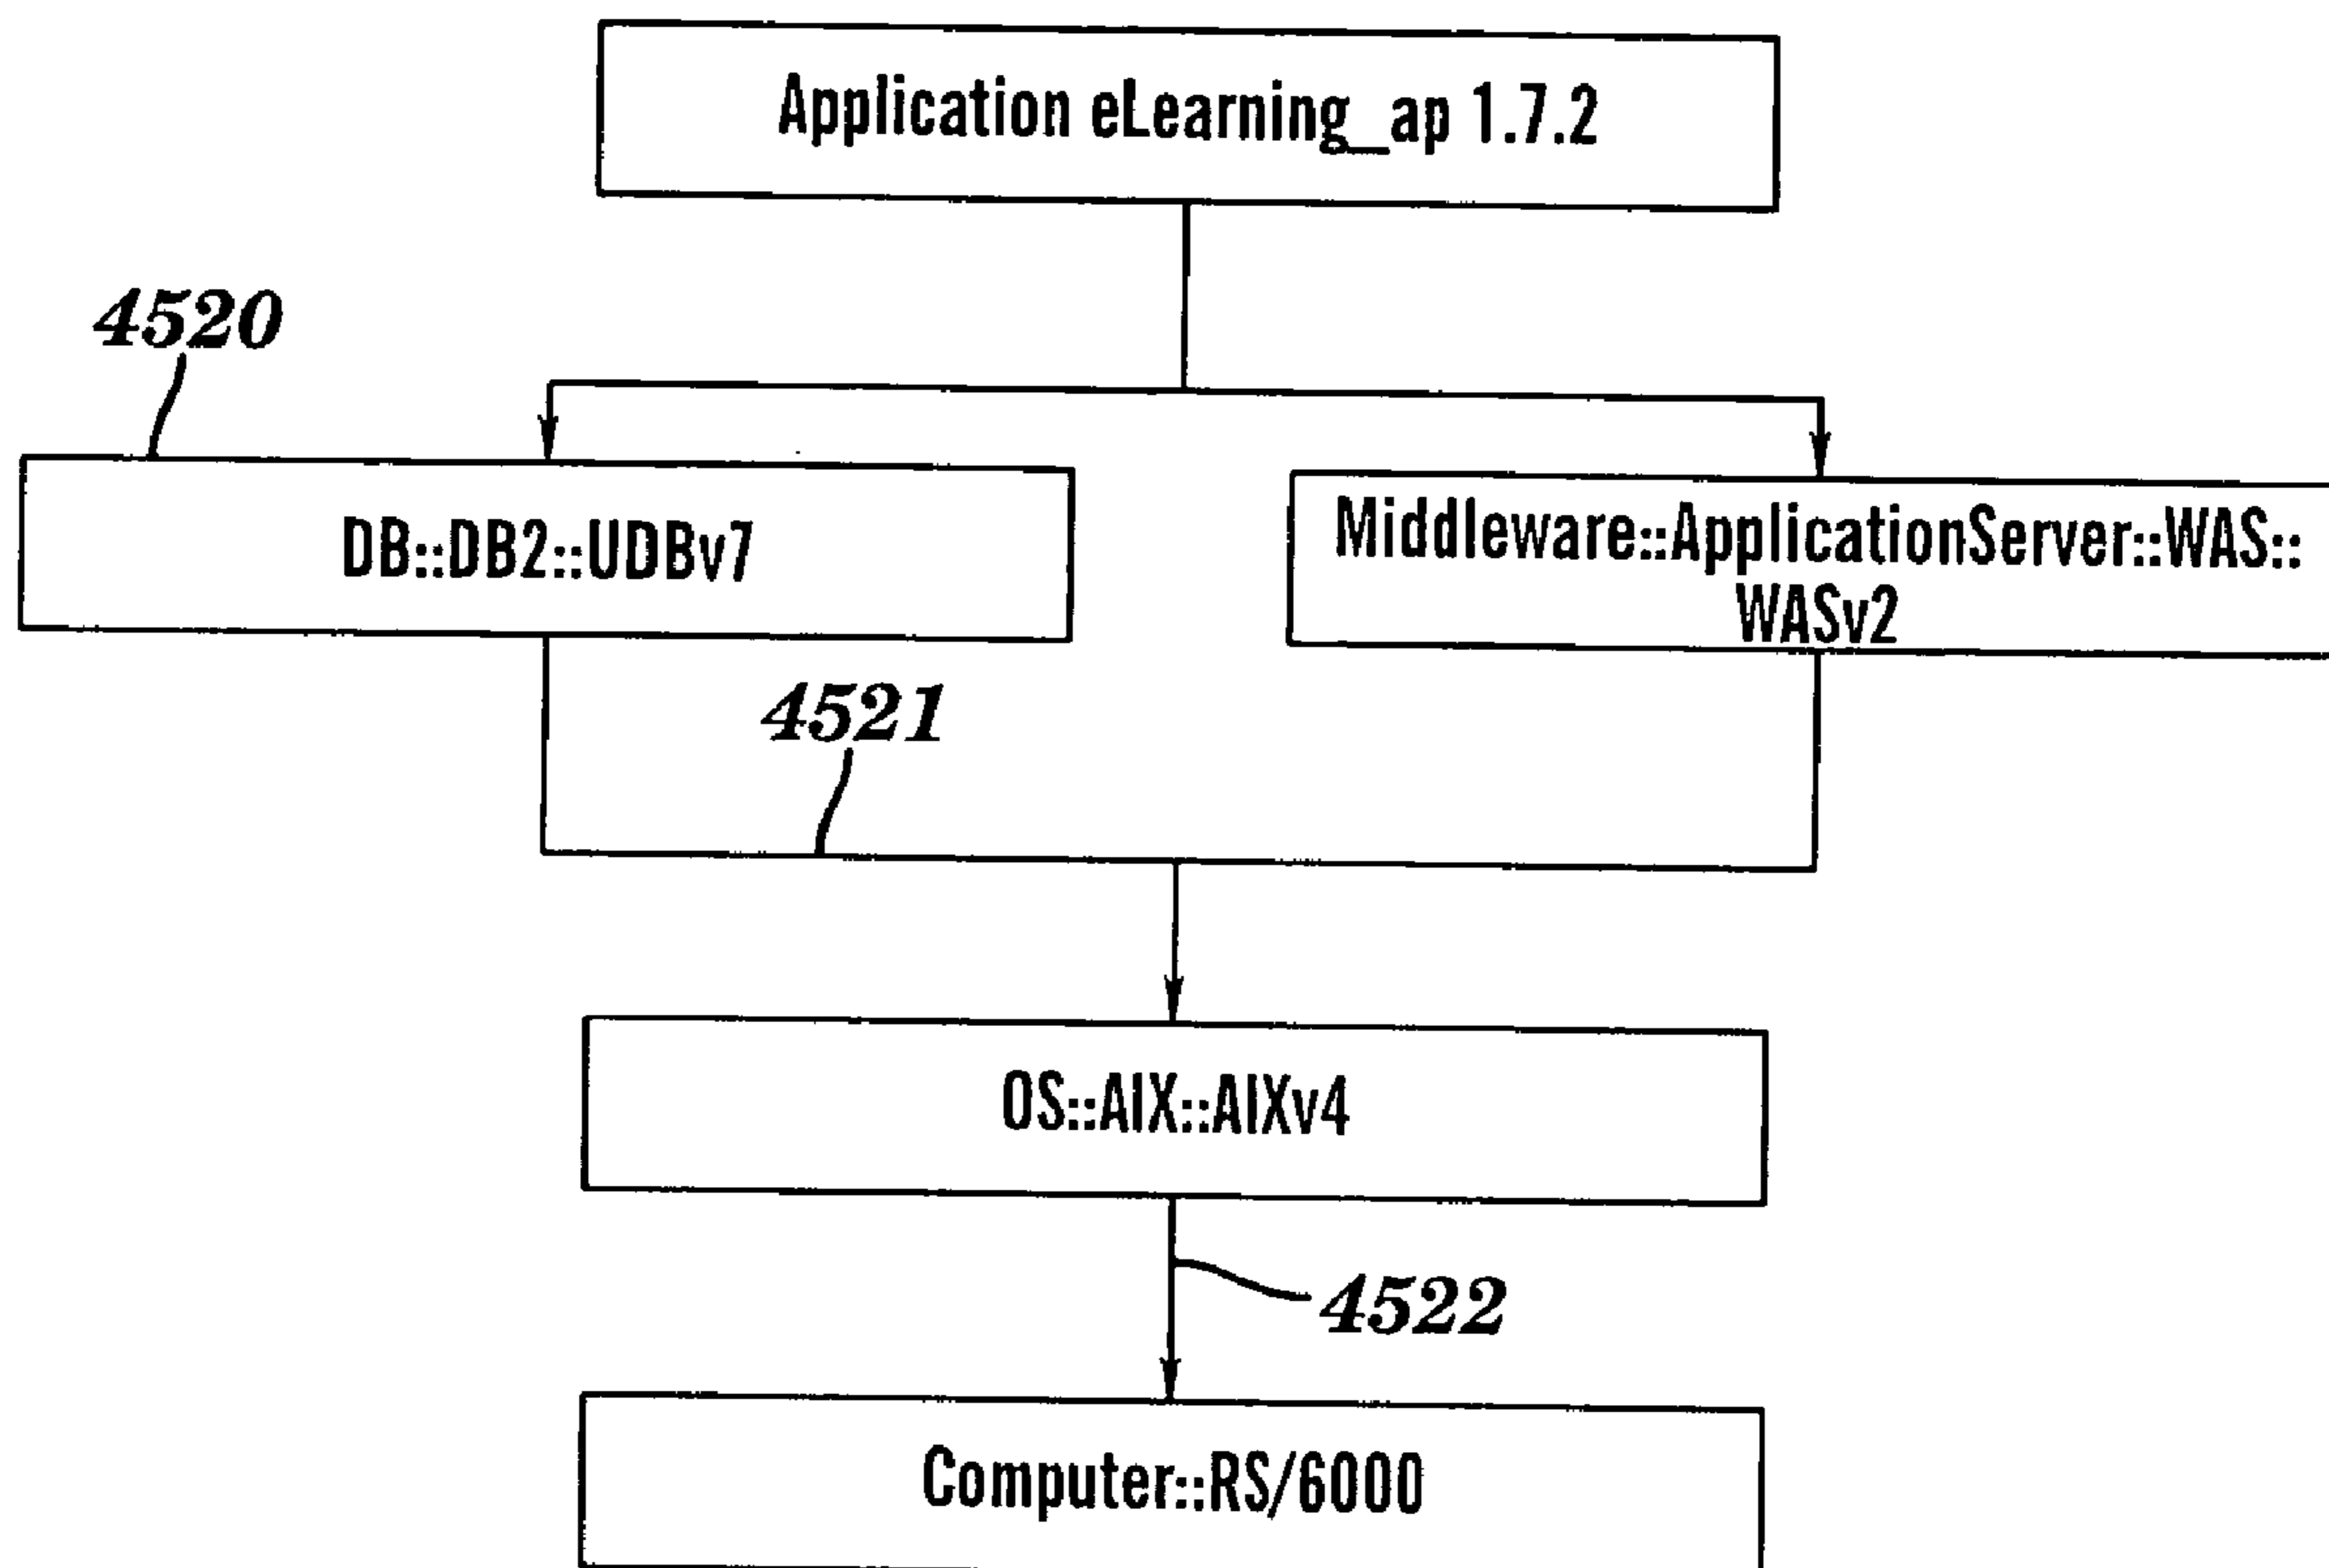 Application eLearning_ap 1.7.2
4520
DB::DB2::UDBv7
Middleware::ApplicationServer::WAS::
WASv2
4521
OS::AIX::AIXv4
4522
Computer::RS/6000